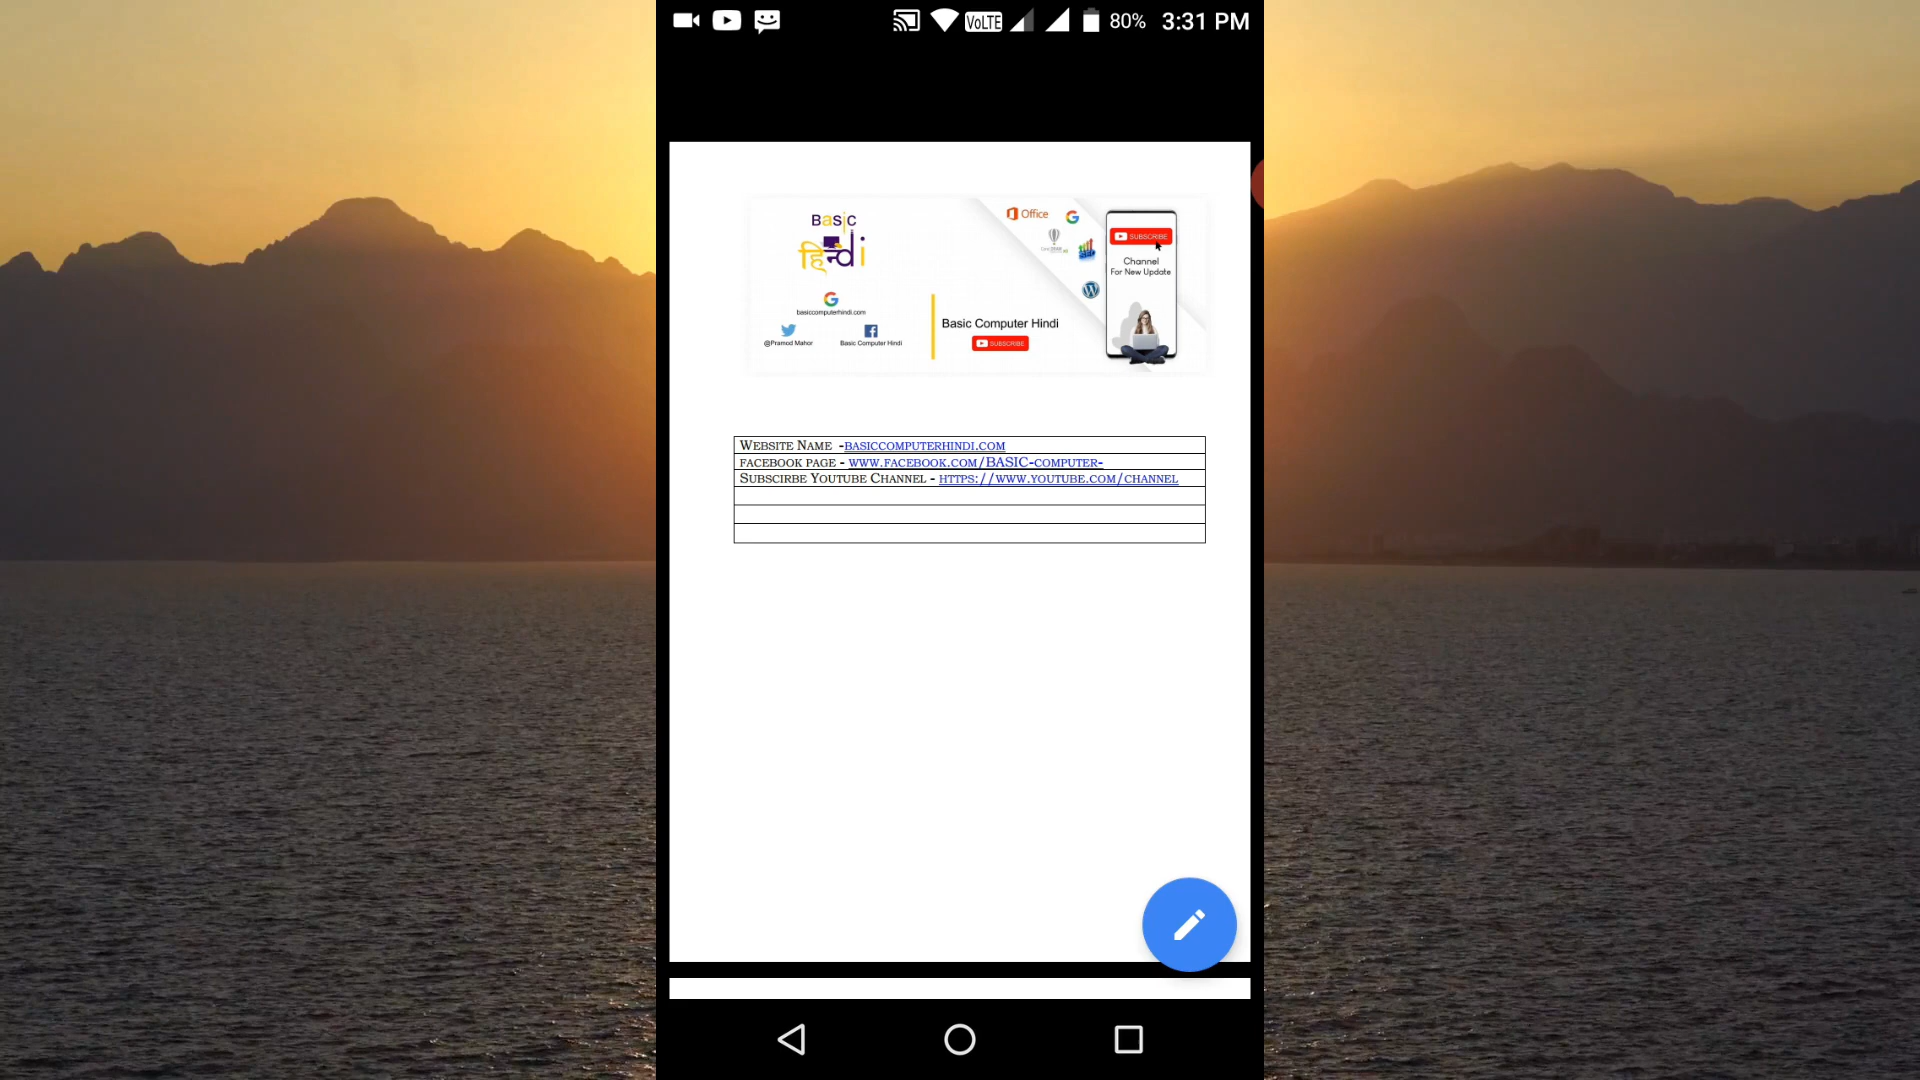 VoLTE 80% 3:31 PM
Basic
हिन्दी
basiccomputerhindi.com
@Pramod Mahor
Basic Computer Hindi
Office
Basic Computer Hindi
SUBSCRIBE
SUBSCRIBE
Channel
For New Update
WEBSITE NAME -BASICCOMPUTERHINDI.COM
FACEBOOK PAGE - WWW.FACEBOOK.COM/BASIC-COMPUTER-
SUBSCIRBE YOUTUBE CHANNEL - HTTPS://WWW.YOUTUBE.COM/CHANNEL